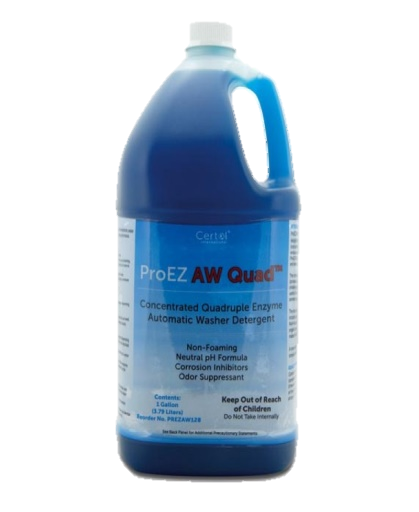 Certol
ProEZ AW Quad™
Concentrated Quadruple Enzyme
Automatic Washer Detergent
Non-Foaming
Neutral pH Formula
Corrosion Inhibitors
Odor Suppressant
Contents:
1 Gallon
(3.79 Liters)
Reorder No. PREZAW128
Keep Out of Reach
of Children
Do Not Take Internally
See Back Panel for Additional Precautionary Statements